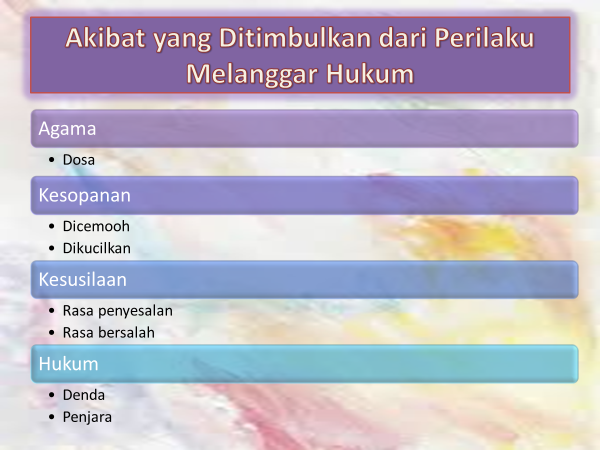 Akibat yang Ditimbulkan dari Perilaku
Melanggar Hukum
Agama
• Dosa
Kesopanan
• Dicemooh
• Dikucilkan
Kesusilaan
• Rasa penyesalan
• Rasa bersalah
Hukum
• Denda
• Penjara